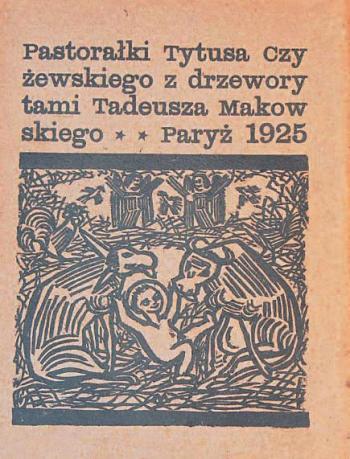 Pastorałki Tytusa Czy
żewskiego z drzewory
tami Tadeusza Makow
skiego ★ ★ Paryż 1925